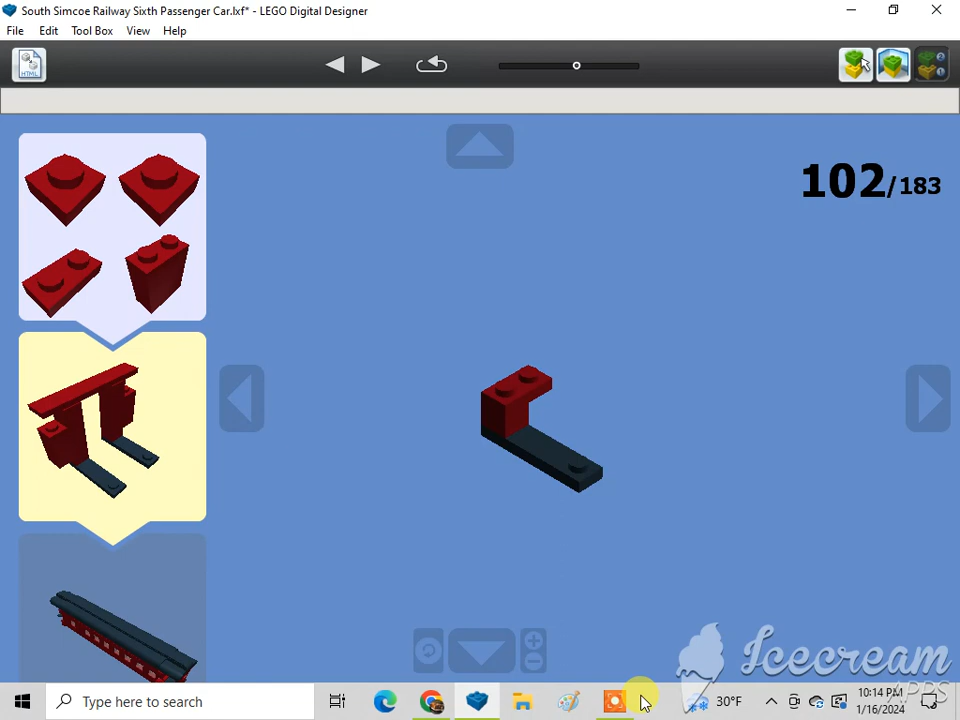 South Simcoe Railway Sixth Passenger Car.lxf* - LEGO Digital Designer
File Edit Tool Box View Help
HTML
102/183
Type here to search
30°F
10:14 PM
1/16/2024
Icecream
APPS